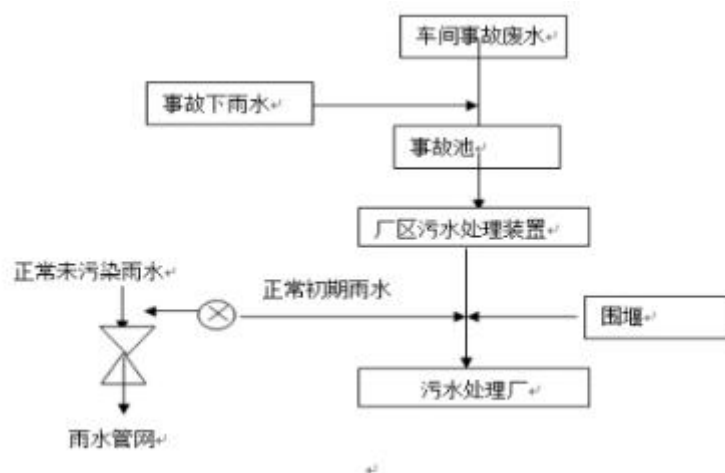 车间事故废水
事故下雨水
事故池
厂区污水处理装置
正常未污染雨水
正常初期雨水
围堰
污水处理厂
雨水管网